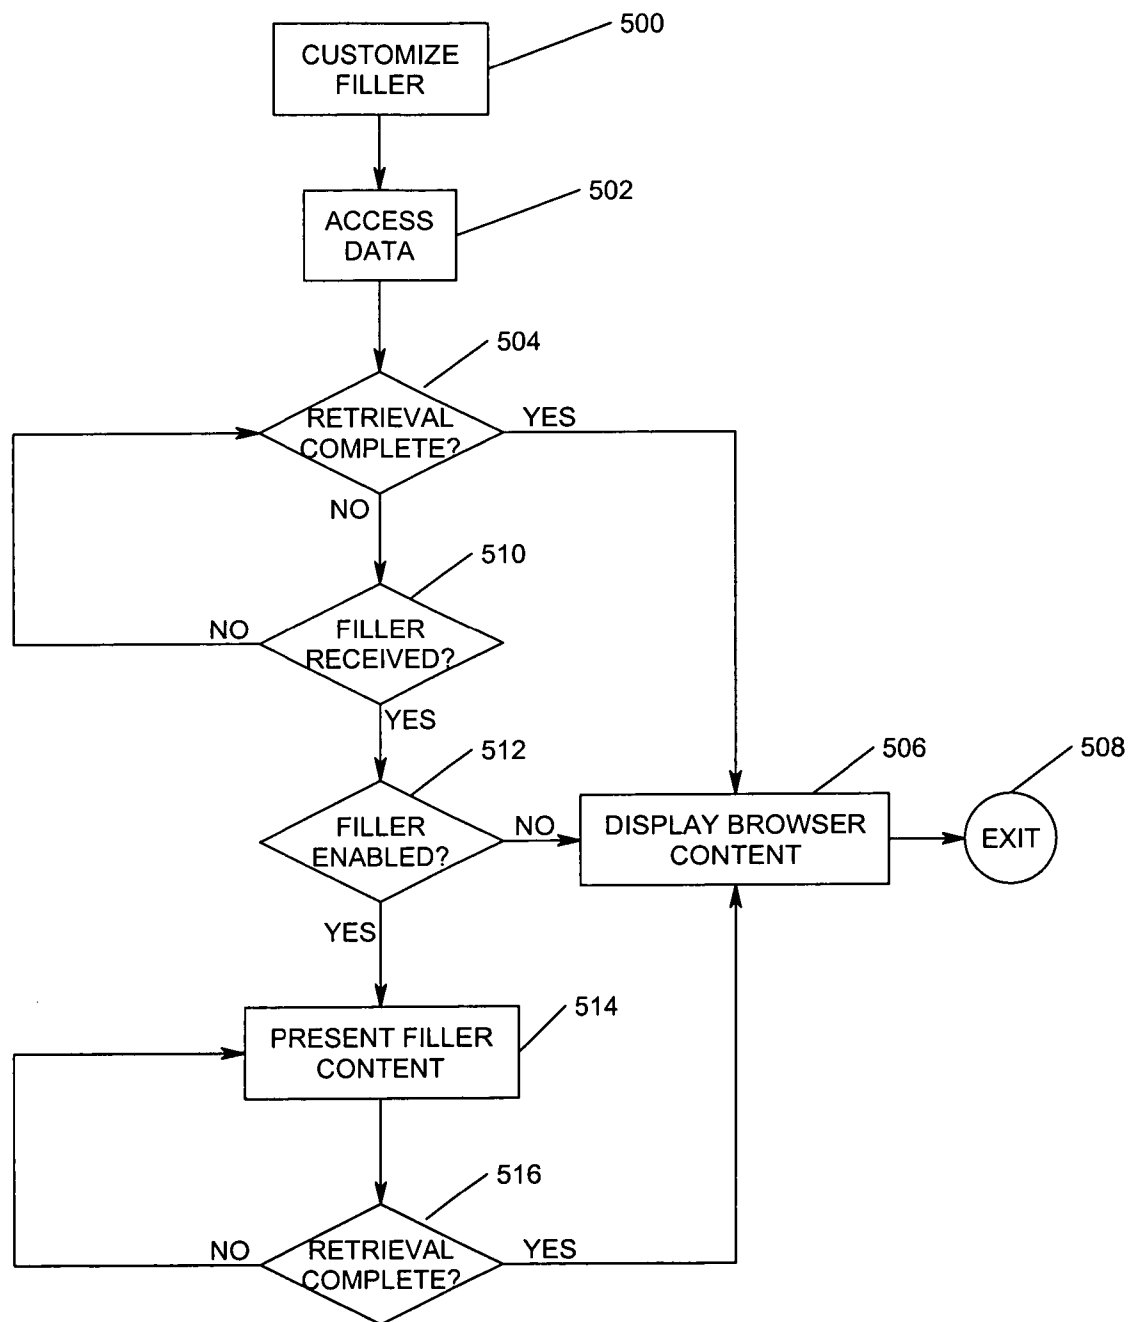 500
CUSTOMIZE
FILLER
502
ACCESS
DATA
504
RETRIEVAL
COMPLETE?
YES
NO
510
FILLER
RECEIVED?
NO
YES
512
FILLER
ENABLED?
NO
506
DISPLAY BROWSER
CONTENT
508
EXIT
YES
514
PRESENT FILLER
CONTENT
516
RETRIEVAL
COMPLETE?
NO
YES